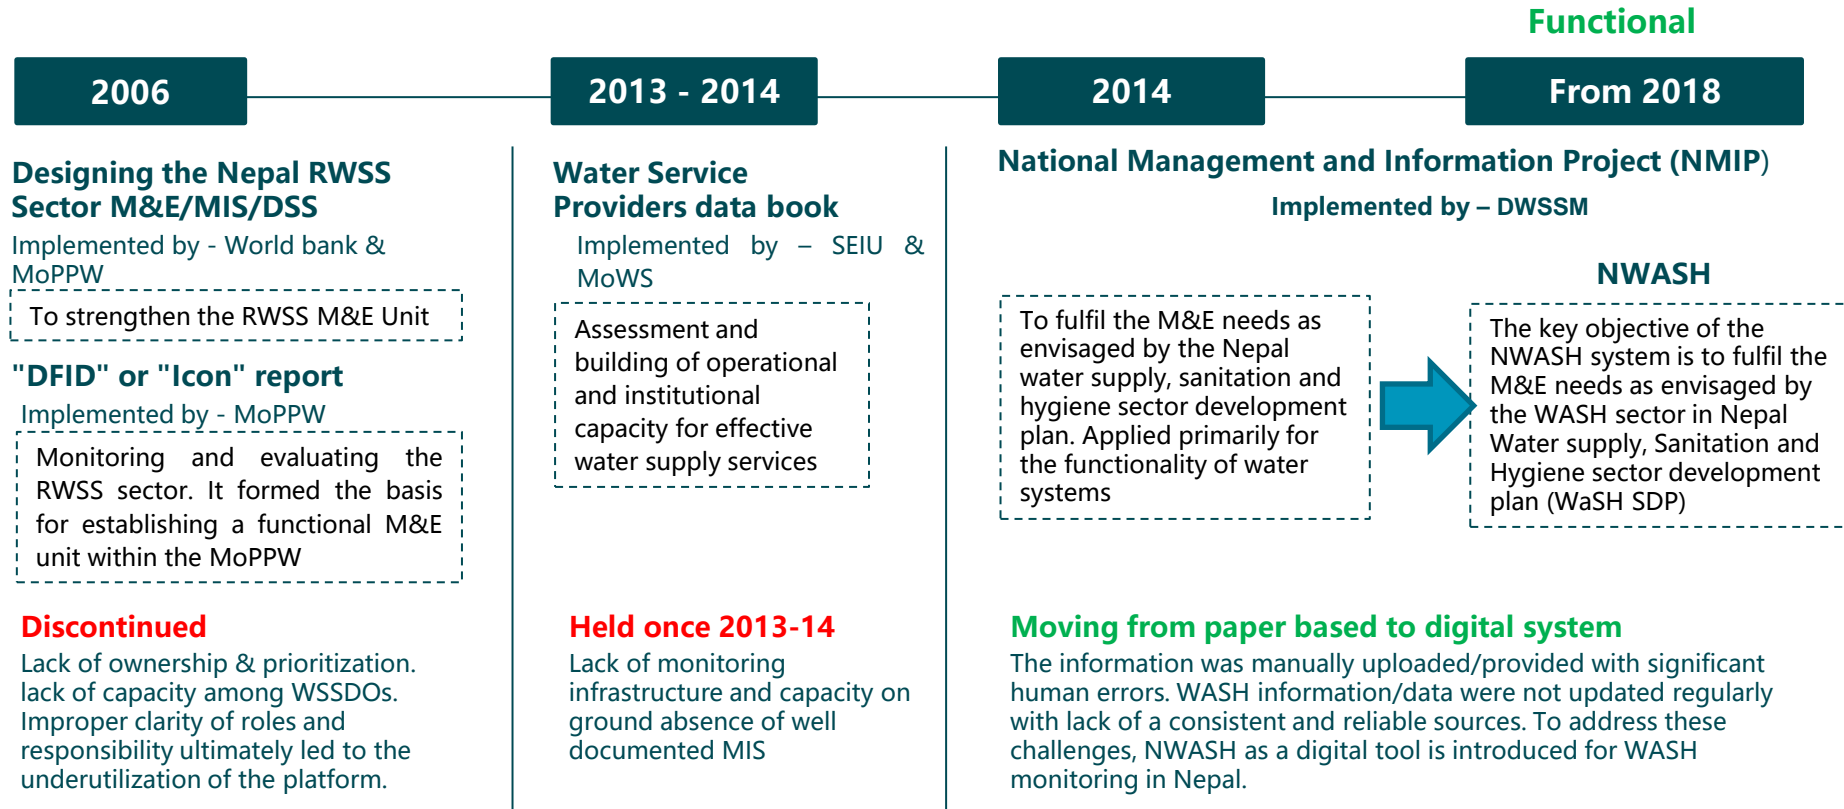 Functional
2006
2013 - 2014
2014
From 2018
Designing the Nepal RWSS
Sector M&E/MIS/DSS
Implemented by - World bank &
MoPPW
To strengthen the RWSS M&E Unit
"DFID" or "Icon" report
Implemented by - MoPPW
Monitoring and evaluating the
RWSS sector. It formed the basis
for establishing a functional M&E
unit within the MoPPW
Discontinued
Lack of ownership & prioritization.
lack of capacity among WSSDOs.
Improper clarity of roles and
responsibility ultimately led to the
underutilization of the platform.
Water Service
Providers data book
Implemented by – SEIU &
MoWS
Assessment and
building of operational
and institutional
capacity for effective
water supply services
Held once 2013-14
Lack of monitoring
infrastructure and capacity on
ground absence of well
documented MIS
National Management and Information Project (NMIP)
Implemented by – DWSSM
To fulfil the M&E needs as
envisaged by the Nepal
water supply, sanitation and
hygiene sector development
plan. Applied primarily for
the functionality of water
systems
NWASH
The key objective of the
NWASH system is to fulfil the
M&E needs as envisaged by
the WASH sector in Nepal
Water supply, Sanitation and
Hygiene sector development
plan (WaSH SDP)
Moving from paper based to digital system
The information was manually uploaded/provided with significant
human errors. WASH information/data were not updated regularly
with lack of a consistent and reliable sources. To address these
challenges, NWASH as a digital tool is introduced for WASH
monitoring in Nepal.